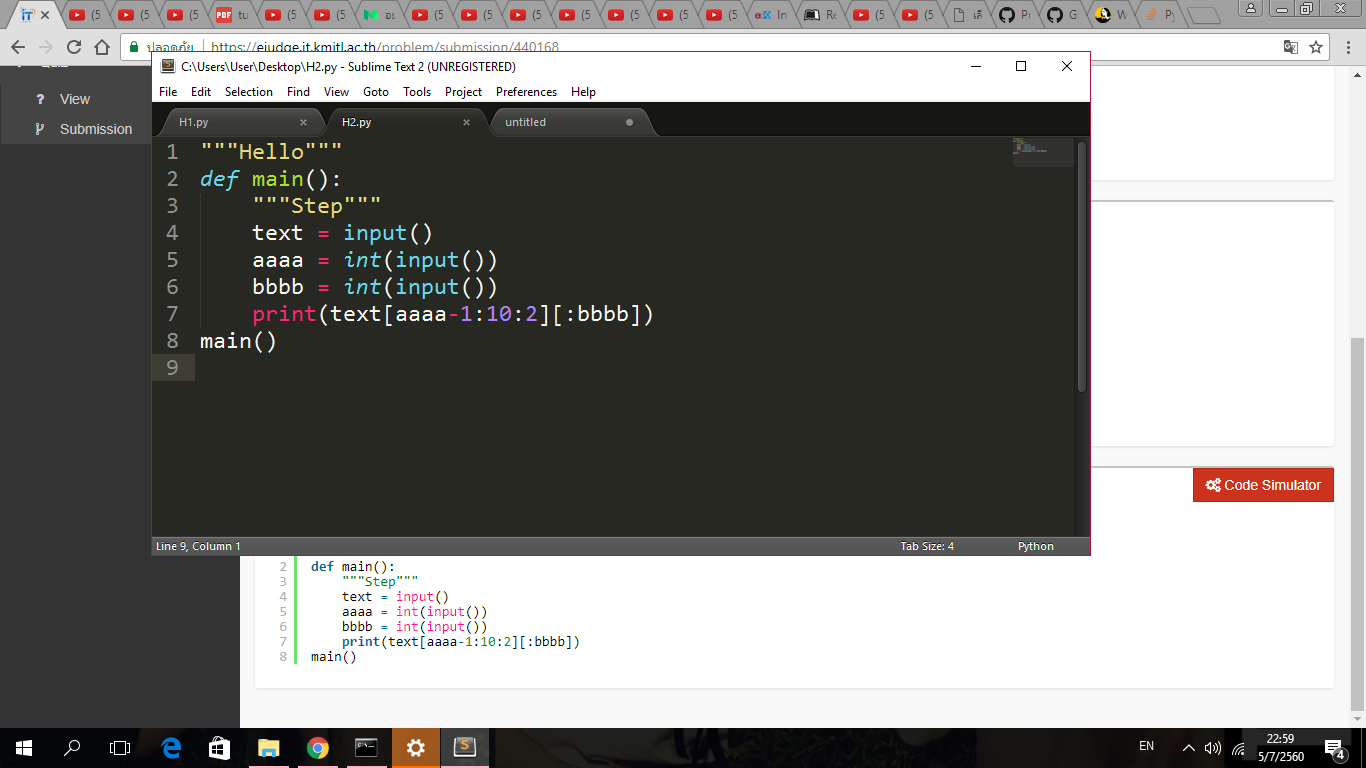 (5
(5
(5
PDF tu
(5
(5
M
(5
(5
(5
(5
(5
(5
(5
In
Re
(5
(5
Pr
G
W
Py
ปลอดภัย | https://ejudge.it.kmitl.ac.th/problem/submission/440168
C:\Users\User\Desktop\H2.py - Sublime Text 2 (UNREGISTERED)
File Edit Selection Find View Goto Tools Project Preferences Help
? View
Submission
H1.py × H2.py × untitled
1 """Hello"""
2 def main():
3     """Step"""
4     text = input()
5     aaaa = int(input())
6     bbbb = int(input())
7     print(text[aaaa-1:10:2][:bbbb])
8 main()
9
Code Simulator
Line 9, Column 1 Tab Size: 4 Python
2 def main():
3     """Step"""
4     text = input()
5     aaaa = int(input())
6     bbbb = int(input())
7     print(text[aaaa-1:10:2][:bbbb])
8 main()
EN
22:59
5/7/2560
4